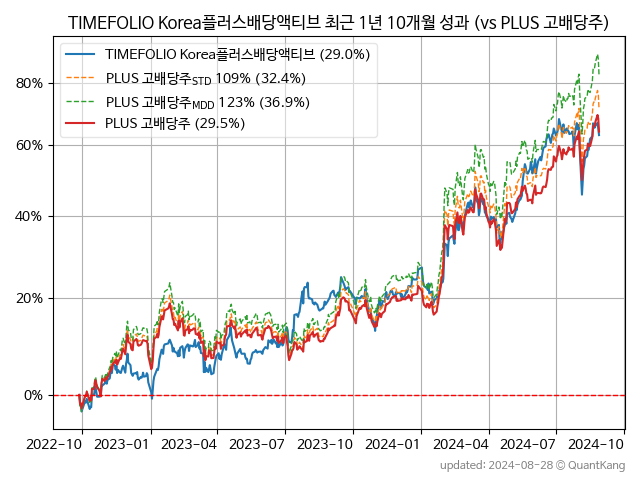 TIMEFOLIO Korea플러스배당액티브 최근 1년 10개월 성과 (vs PLUS 고배당주)
TIMEFOLIO Korea플러스배당액티브 (29.0%)
PLUS 고배당주STD 109% (32.4%)
PLUS 고배당주MDD 123% (36.9%)
PLUS 고배당주 (29.5%)
80%
60%
40%
20%
0%
2022-10 2023-01 2023-04 2023-07 2023-10 2024-01 2024-04 2024-07 2024-10
updated: 2024-08-28 © QuantKang